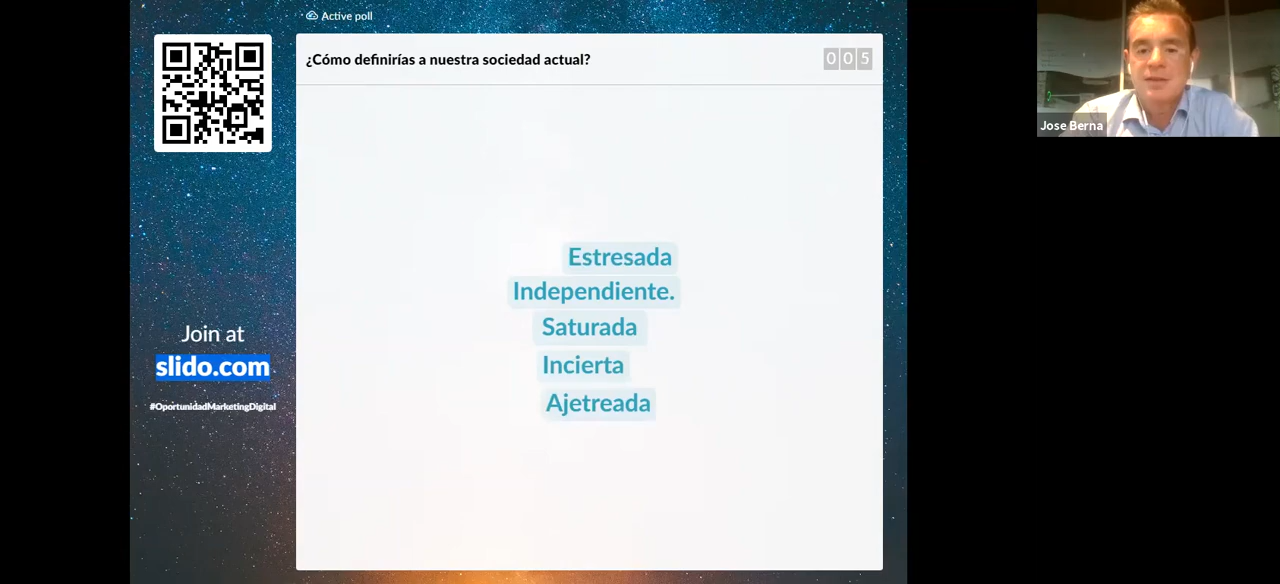 Active poll
¿Cómo definirías a nuestra sociedad actual?
005
Estresada
Independiente.
Saturada
Incierta
Ajetreada
Join at
slido.com
#OportunidadMarketingDigital
Jose Berna